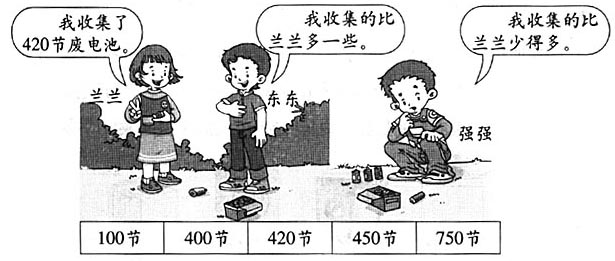 我收集了
420节废电池。
我收集的比
兰兰多一些。
我收集的比
兰兰少得多。
兰兰
东东
强强
100节 400节 420节 450节 750节